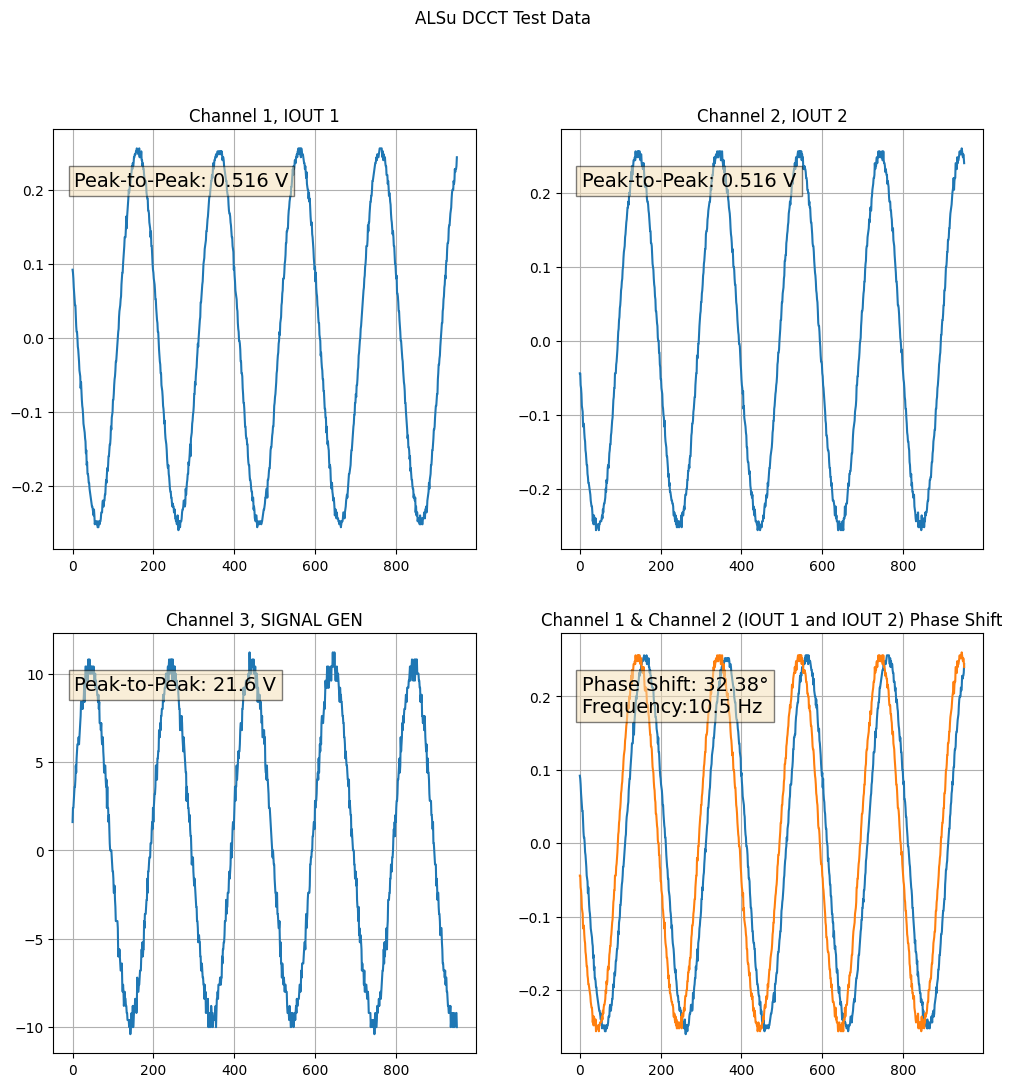 ALSu DCCT Test Data
Channel 1, IOUT 1
Peak-to-Peak: 0.516 V
0.2
0.1
0.0
−0.1
−0.2
0 200 400 600 800
Channel 2, IOUT 2
Peak-to-Peak: 0.516 V
0.2
0.1
0.0
−0.1
−0.2
0 200 400 600 800
Channel 3, SIGNAL GEN
Peak-to-Peak: 21.6 V
10
5
0
−5
−10
0 200 400 600 800
Channel 1 & Channel 2 (IOUT 1 and IOUT 2) Phase Shift
Phase Shift: 32.38°
Frequency:10.5 Hz
0.2
0.1
0.0
−0.1
−0.2
0 200 400 600 800